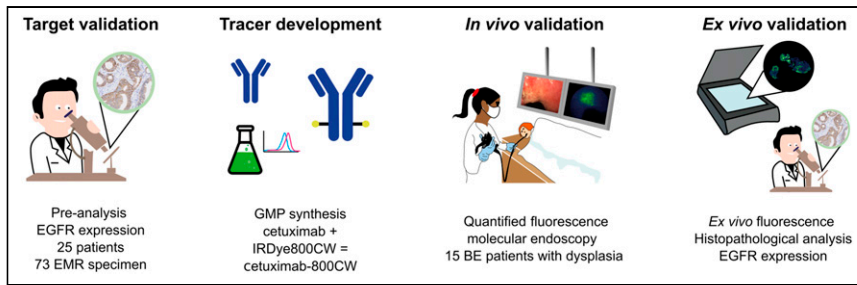 Target validation
Pre-analysis
EGFR expression
25 patients
73 EMR specimen
Tracer development
GMP synthesis
cetuximab +
IRDye800CW =
cetuximab-800CW
In vivo validation
Quantified fluorescence
molecular endoscopy
15 BE patients with dysplasia
Ex vivo validation
Ex vivo fluorescence
Histopathological analysis
EGFR expression